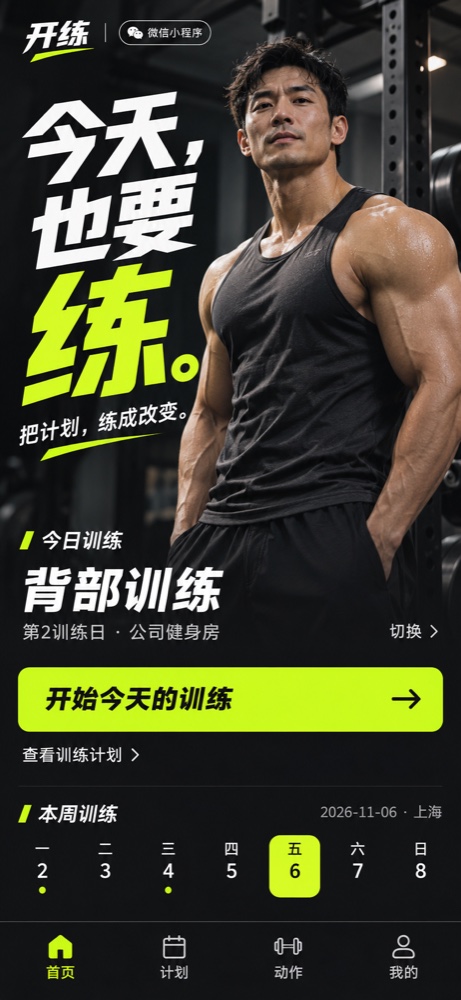 开练
微信小程序
今天,
也要
练。
把计划，练成改变。
今日训练
背部训练
第2训练日 · 公司健身房
切换
开始今天的训练
查看训练计划
本周训练
2026-11-06 · 上海
一 二 三 四 五 六 日
2 3 4 5 6 7 8
首页 计划 动作 我的